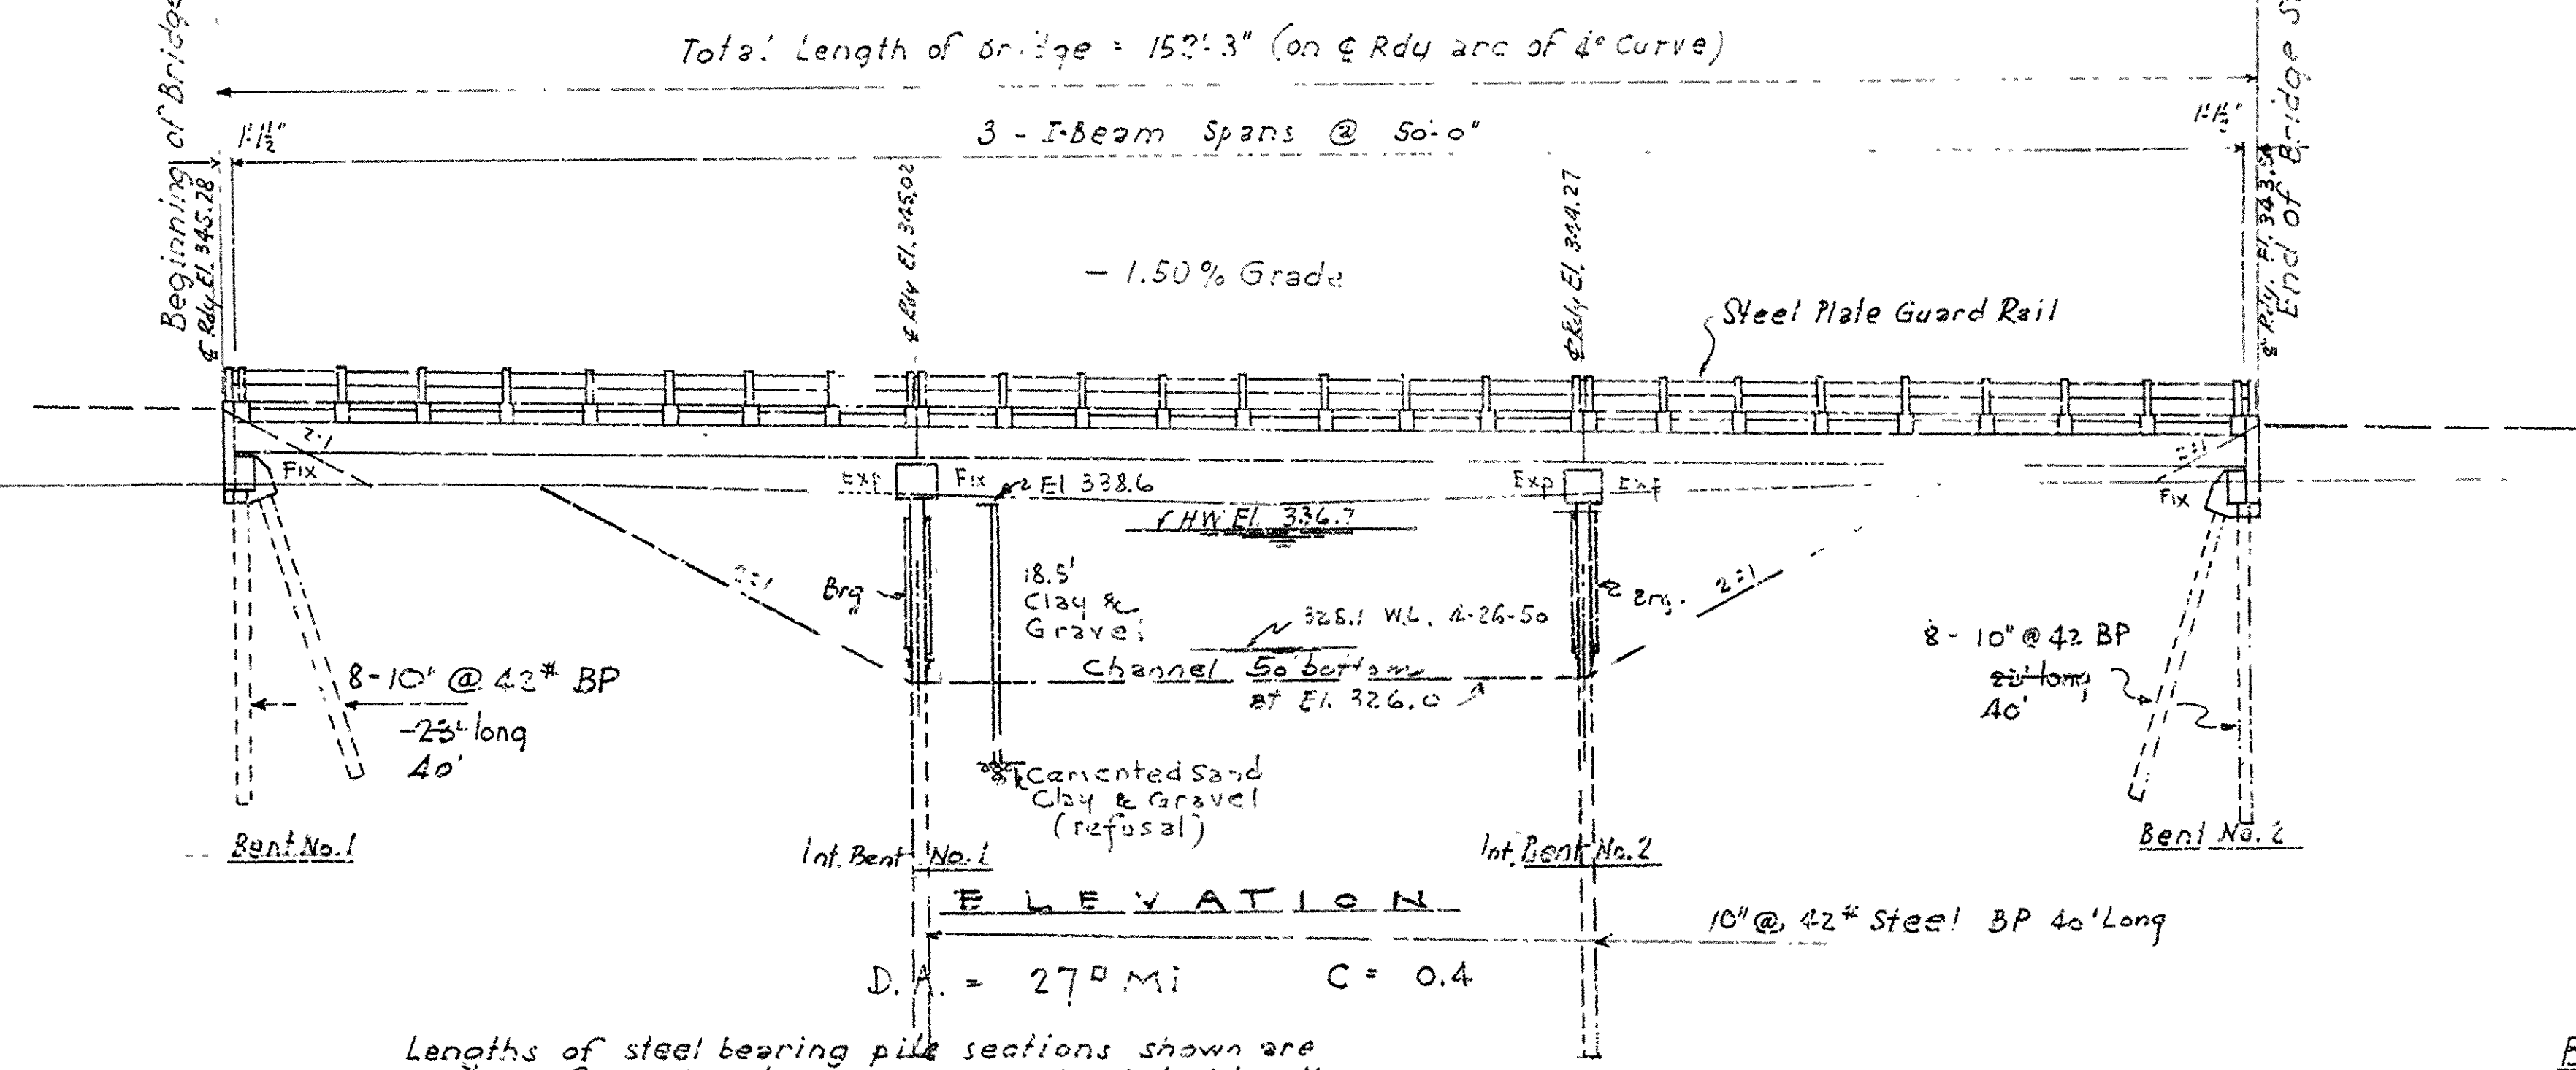 Total Length of Bridge = 152'-3" (on ℄ Rdy arc of 4° Curve)
1'-1½"
3 - I-Beam Spans @ 50'-0"
1'-1½"
Beginning of Bridge
℄ Rdy El. 345.28
℄ Rdy El. 345.02
℄ Rdy El. 344.27
℄ Rdy. El. 343.50
End of Bridge
- 1.50% Grade
Steel Plate Guard Rail
2:1
Fix
Exp
Fix
El 338.6
Exp
Exp
2:1
Fix
HW El. 336.7
2:1
Brg
18.5'
Clay &
Gravel
328.1 W.L. 4-26-50
Brg.
2:1
Channel 50' bottom
at El. 326.0
8-10" @ 42# BP
23' long
40'
8 - 10" @ 42 BP
long
40'
Cemented Sand
Clay & Gravel
(refusal)
Bent No. 1
Int. Bent No. 1
Int. Bent No. 2
Bent No. 2
ELEVATION
10" @ 42# Steel BP 40' Long
D.A. = 27 □ Mi C = 0.4
Lengths of steel bearing pile sections shown are